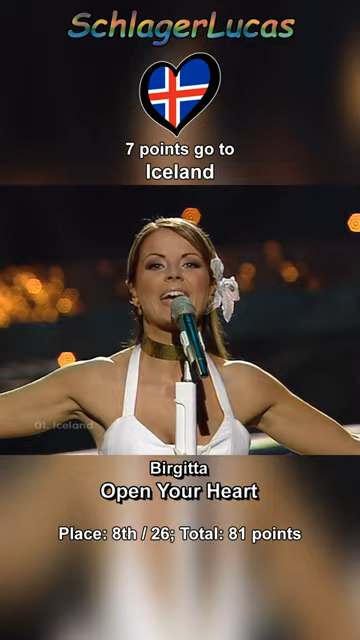 SchlagerLucas
7 points go to
Iceland
01. Iceland
Birgitta
Open Your Heart
Place: 8th / 26; Total: 81 points